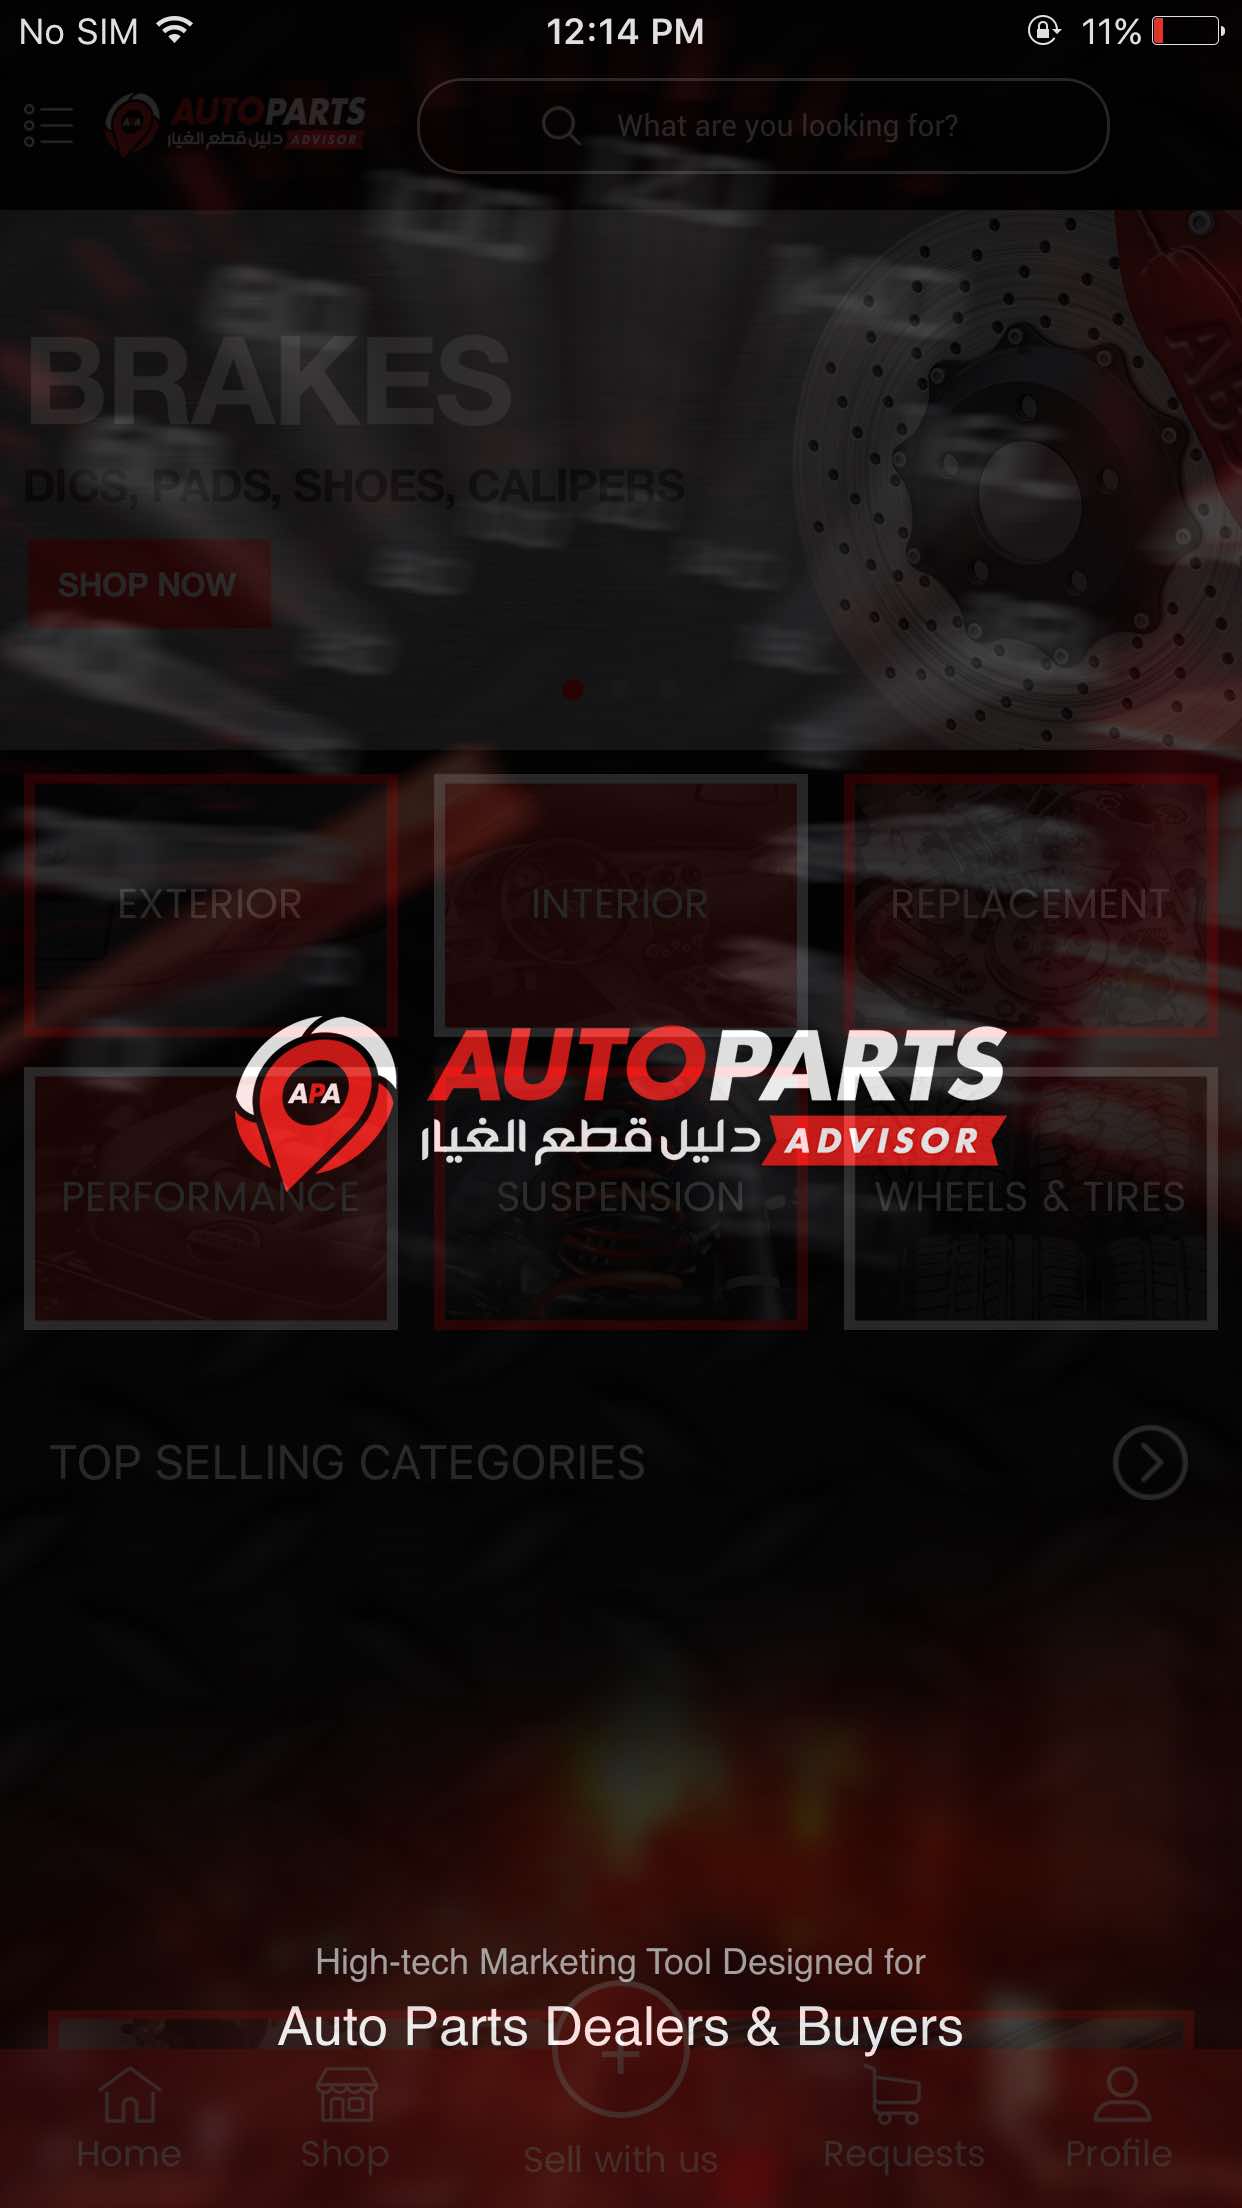 No SIM 12:14 PM 11%
AUTOPARTS
دليل قطع الغيار ADVISOR
What are you looking for?
BRAKES
DICS, PADS, SHOES, CALIPERS
SHOP NOW
EXTERIOR INTERIOR REPLACEMENT
APA AUTOPARTS
دليل قطع الغيار ADVISOR
PERFORMANCE SUSPENSION WHEELS & TIRES
TOP SELLING CATEGORIES
High-tech Marketing Tool Designed for
Auto Parts Dealers & Buyers
Home Shop Sell with us Requests Profile